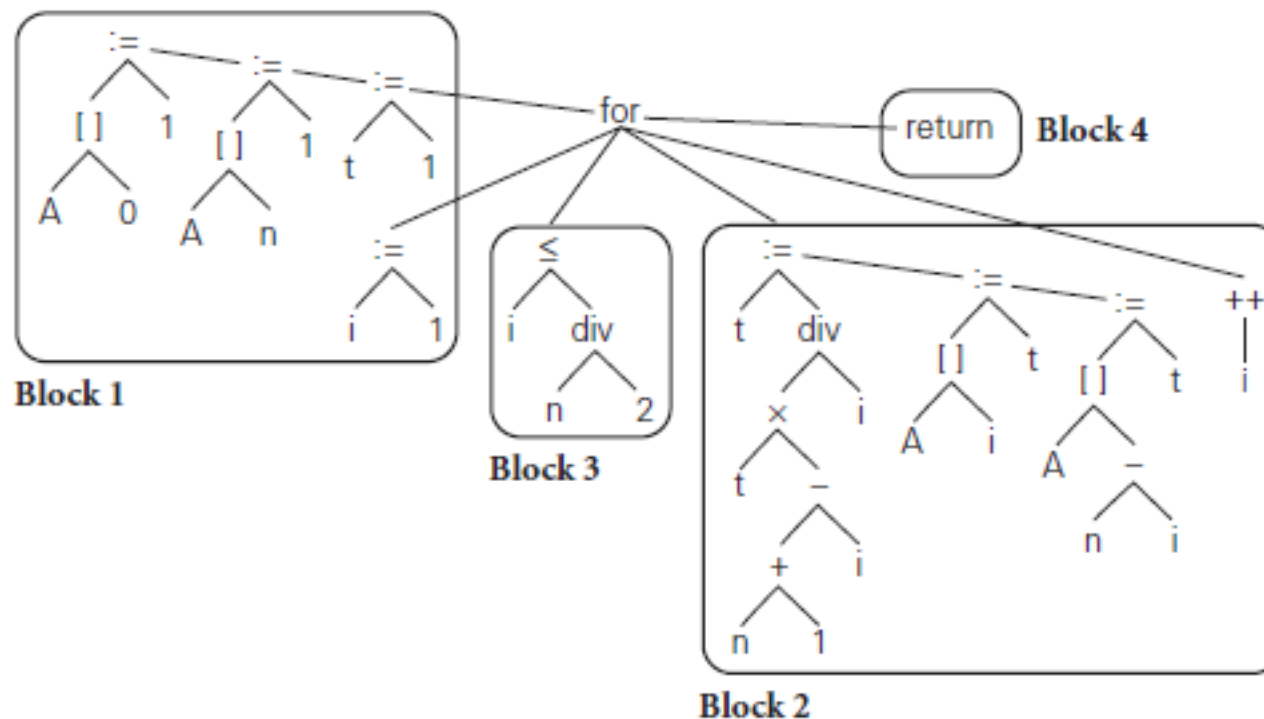 := := :=
for
return Block 4
[ ] 1 [ ] 1 t 1
A 0 A n
:= ≤ := := := ++
i 1 i div t div [ ] t [ ] t i
n 2 × i A i A −
Block 1
Block 3
t − n i
+ i
n 1
Block 2